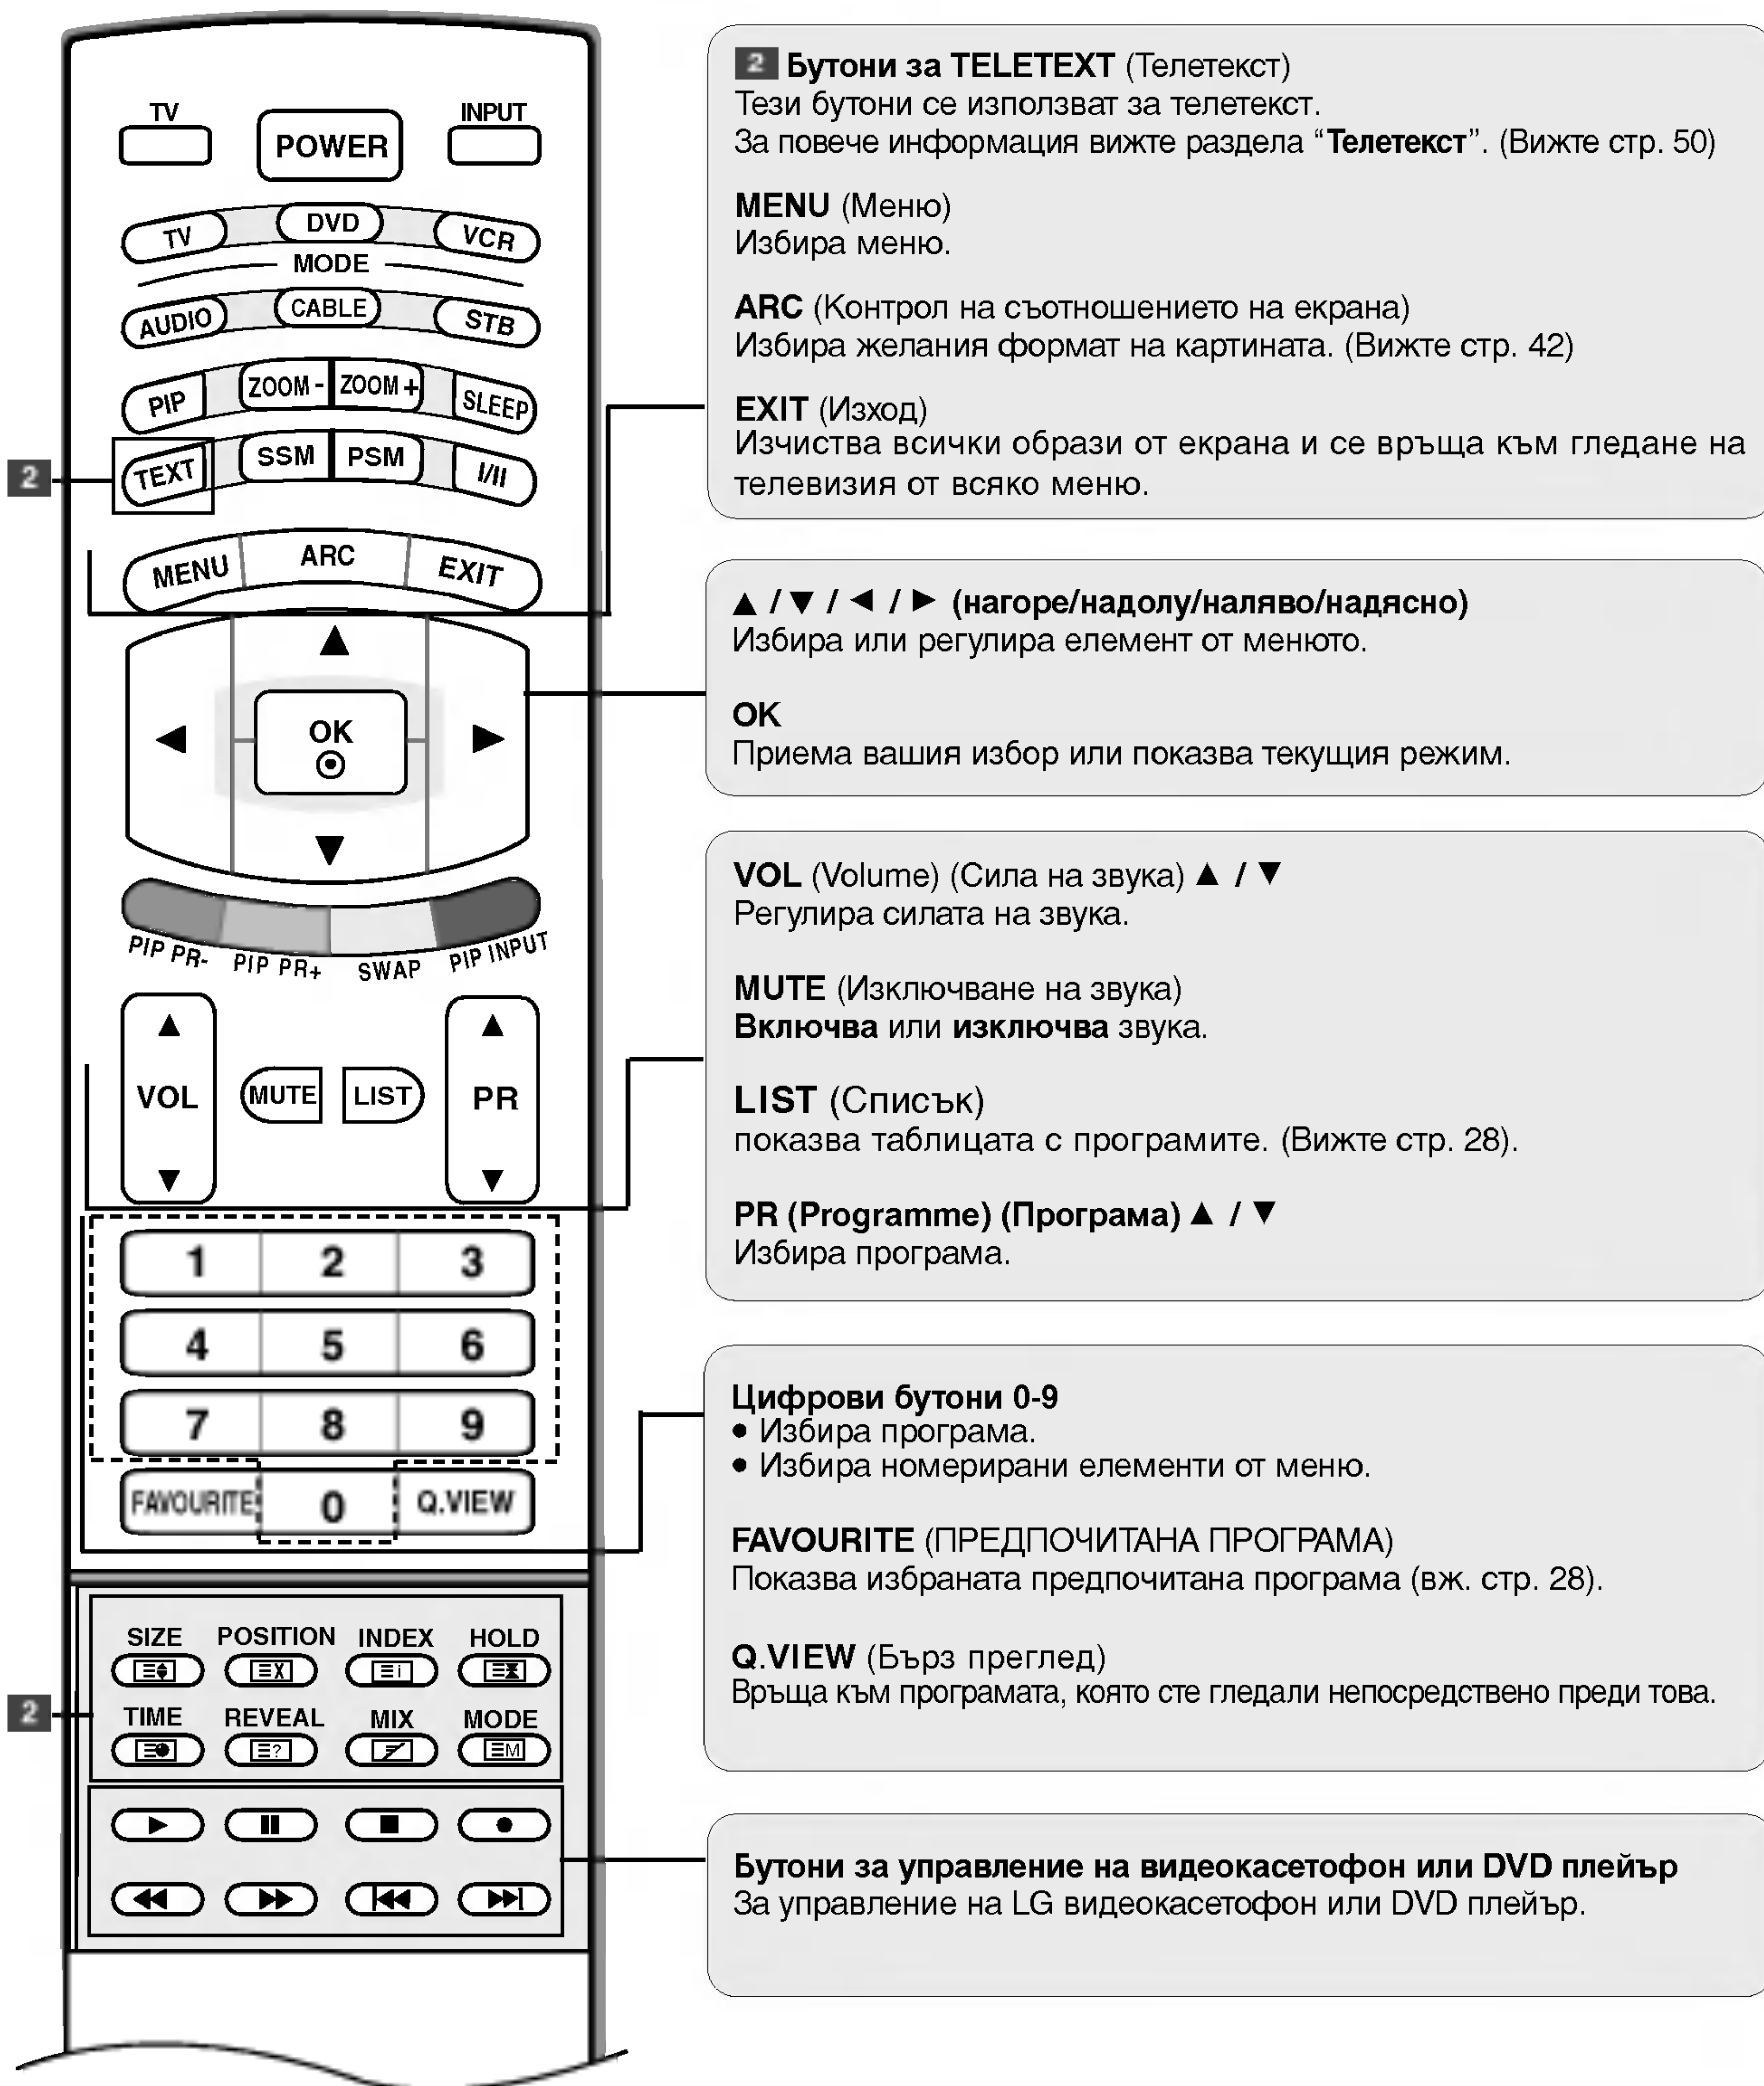 TV
POWER
INPUT
TV
DVD
VCR
MODE
AUDIO
CABLE
STB
PIP
ZOOM -
ZOOM +
SLEEP
2
TEXT
SSM
PSM
I/II
MENU
ARC
EXIT
▲
◄
OK
►
▼
PIP PR-
PIP PR+
SWAP
PIP INPUT
▲
VOL
▼
MUTE
LIST
▲
PR
▼
1 2 3
4 5 6
7 8 9
FAVOURITE 0 Q.VIEW
SIZE POSITION INDEX HOLD
TIME REVEAL MIX MODE
2
2 Бутони за TELETEXT (Телетекст)
Тези бутони се използват за телетекст.
За повече информация вижте раздела “Телетекст”. (Вижте стр. 50)
MENU (Меню)
Избира меню.
ARC (Контрол на съотношението на екрана)
Избира желания формат на картината. (Вижте стр. 42)
EXIT (Изход)
Изчиства всички образи от екрана и се връща към гледане на
телевизия от всяко меню.
▲ / ▼ / ◄ / ► (нагоре/надолу/наляво/надясно)
Избира или регулира елемент от менюто.
OK
Приема вашия избор или показва текущия режим.
VOL (Volume) (Сила на звука) ▲ / ▼
Регулира силата на звука.
MUTE (Изключване на звука)
Включва или изключва звука.
LIST (Списък)
показва таблицата с програмите. (Вижте стр. 28).
PR (Programme) (Програма) ▲ / ▼
Избира програма.
Цифрови бутони 0-9
• Избира програма.
• Избира номерирани елементи от меню.
FAVOURITE (ПРЕДПОЧИТАНА ПРОГРАМА)
Показва избраната предпочитана програма (вж. стр. 28).
Q.VIEW (Бърз преглед)
Връща към програмата, която сте гледали непосредствено преди това.
Бутони за управление на видеокасетофон или DVD плейър
За управление на LG видеокасетофон или DVD плейър.